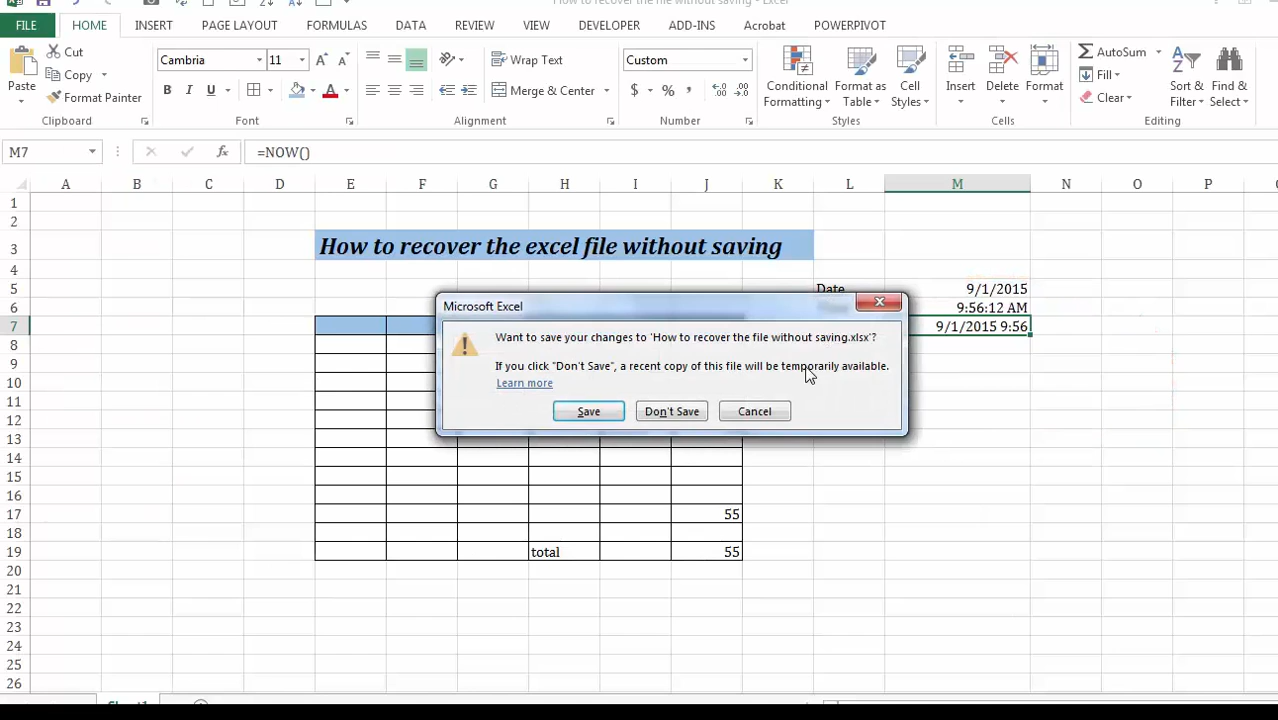 How to recover the file without saving - Excel
FILE HOME INSERT PAGE LAYOUT FORMULAS DATA REVIEW VIEW DEVELOPER ADD-INS Acrobat POWERPIVOT
Paste
Cut
Copy
Format Painter
Clipboard
Cambria 11
B I U
Font
Wrap Text
Merge & Center
Alignment
Custom
$ % ,
Number
Conditional Formatting
Format as Table
Cell Styles
Styles
Insert
Delete
Format
Cells
AutoSum
Fill
Clear
Sort & Filter
Find & Select
Editing
M7 fx =NOW()
A B C D E F G H I J K L M N O P
1
2
3 How to recover the excel file without saving
4
5 Date 9/1/2015
6 9:56:12 AM
7 9/1/2015 9:56
8
9
10
11
12
13
14
15
16
17 55
18
19 total 55
20
21
22
23
24
25
26
Microsoft Excel
Want to save your changes to 'How to recover the file without saving.xlsx'?
If you click "Don't Save", a recent copy of this file will be temporarily available.
Learn more
Save Don't Save Cancel